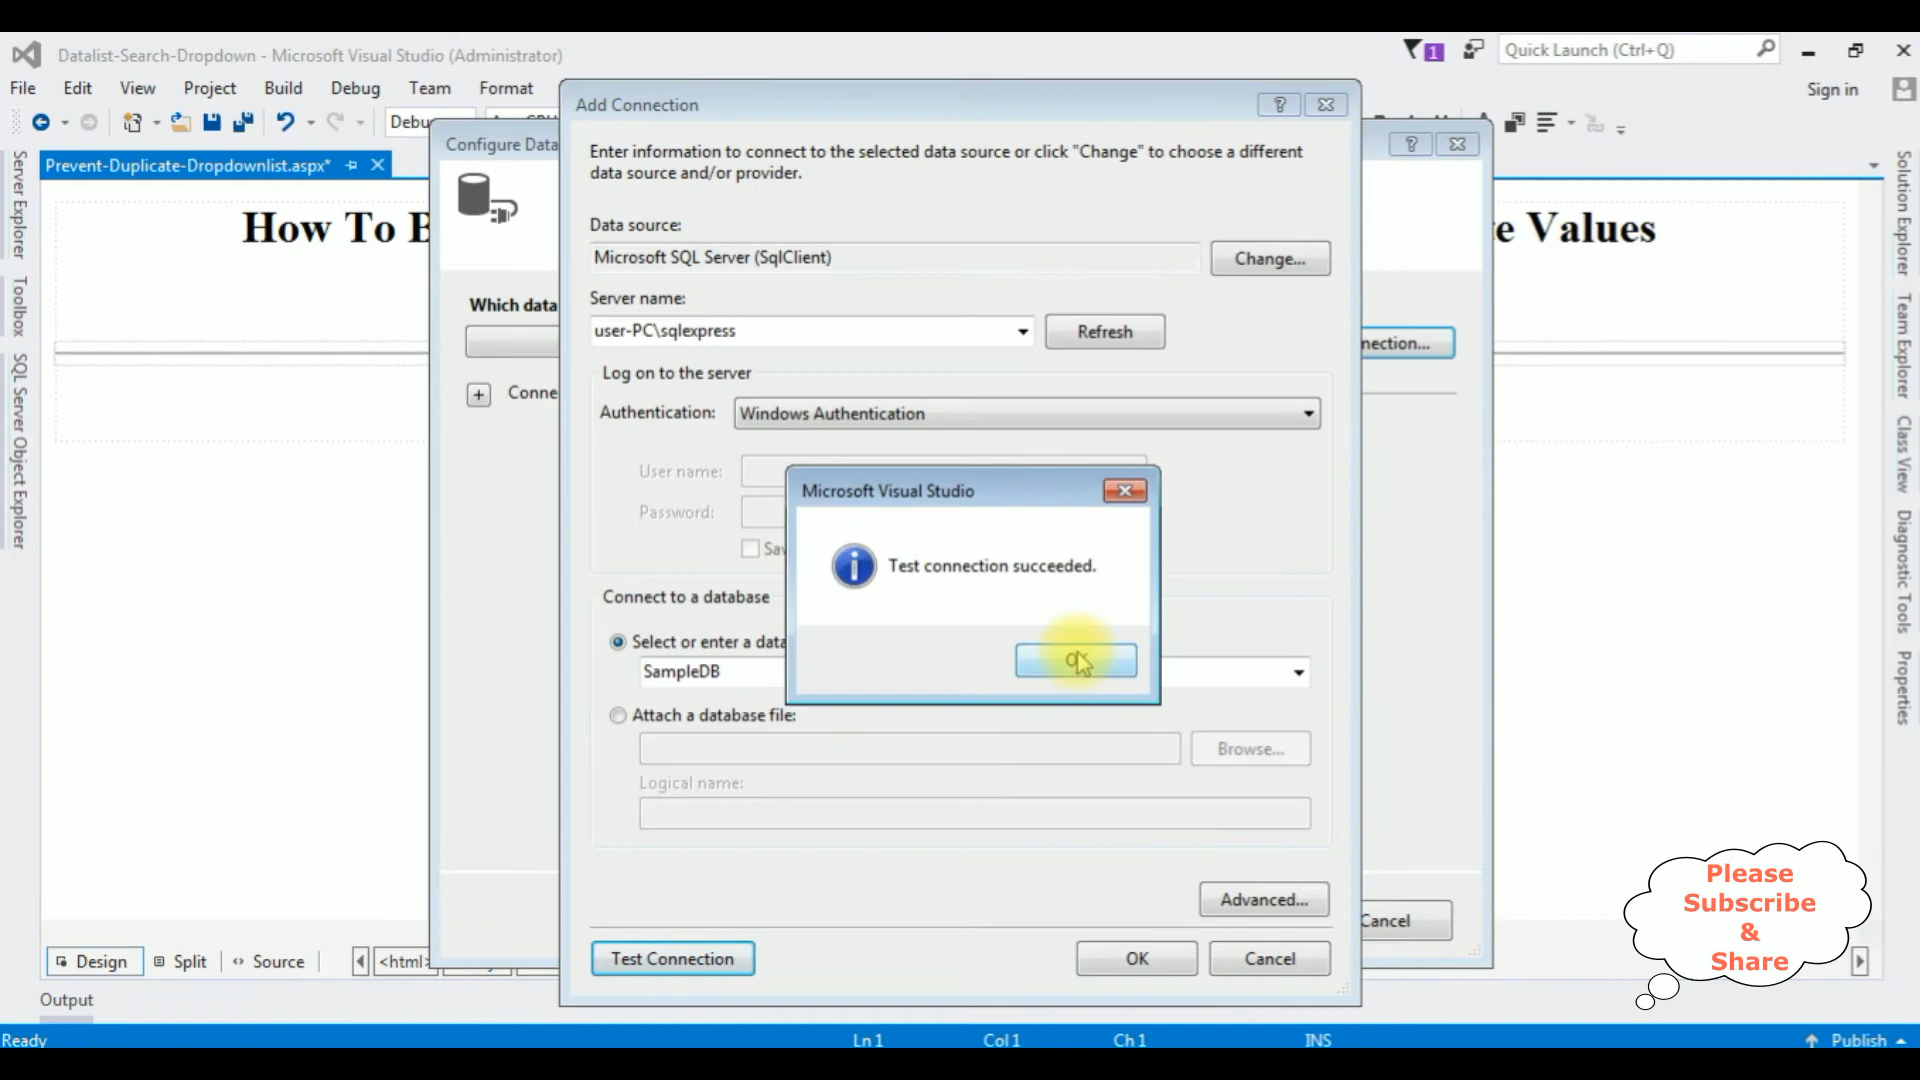 Datalist-Search-Dropdown - Microsoft Visual Studio (Administrator)
1
Quick Launch (Ctrl+Q)
File Edit View Project Build Debug Team Format
Sign in
Prevent-Duplicate-Dropdownlist.aspx*
Server Explorer
Toolbox
SQL Server Object Explorer
How To
Values
Configure Data
Which data
Conne
Add Connection
Enter information to connect to the selected data source or click "Change" to choose a different
data source and/or provider.
Data source:
Microsoft SQL Server (SqlClient)
Change...
Server name:
user-PC\sqlexpress
Refresh
nection...
Log on to the server
Authentication: Windows Authentication
User name:
Password:
Sav
Microsoft Visual Studio
Test connection succeeded.
Connect to a database
Select or enter a data
SampleDB
Attach a database file:
Browse...
Logical name:
Advanced...
Cancel
Test Connection
OK
Cancel
Solution Explorer
Team Explorer
Class View
Diagnostic Tools
Properties
Please
Subscribe
&
Share
Design
Split
Source
<html>
Output
Ready
Ln 1
Col 1
Ch 1
INS
Publish